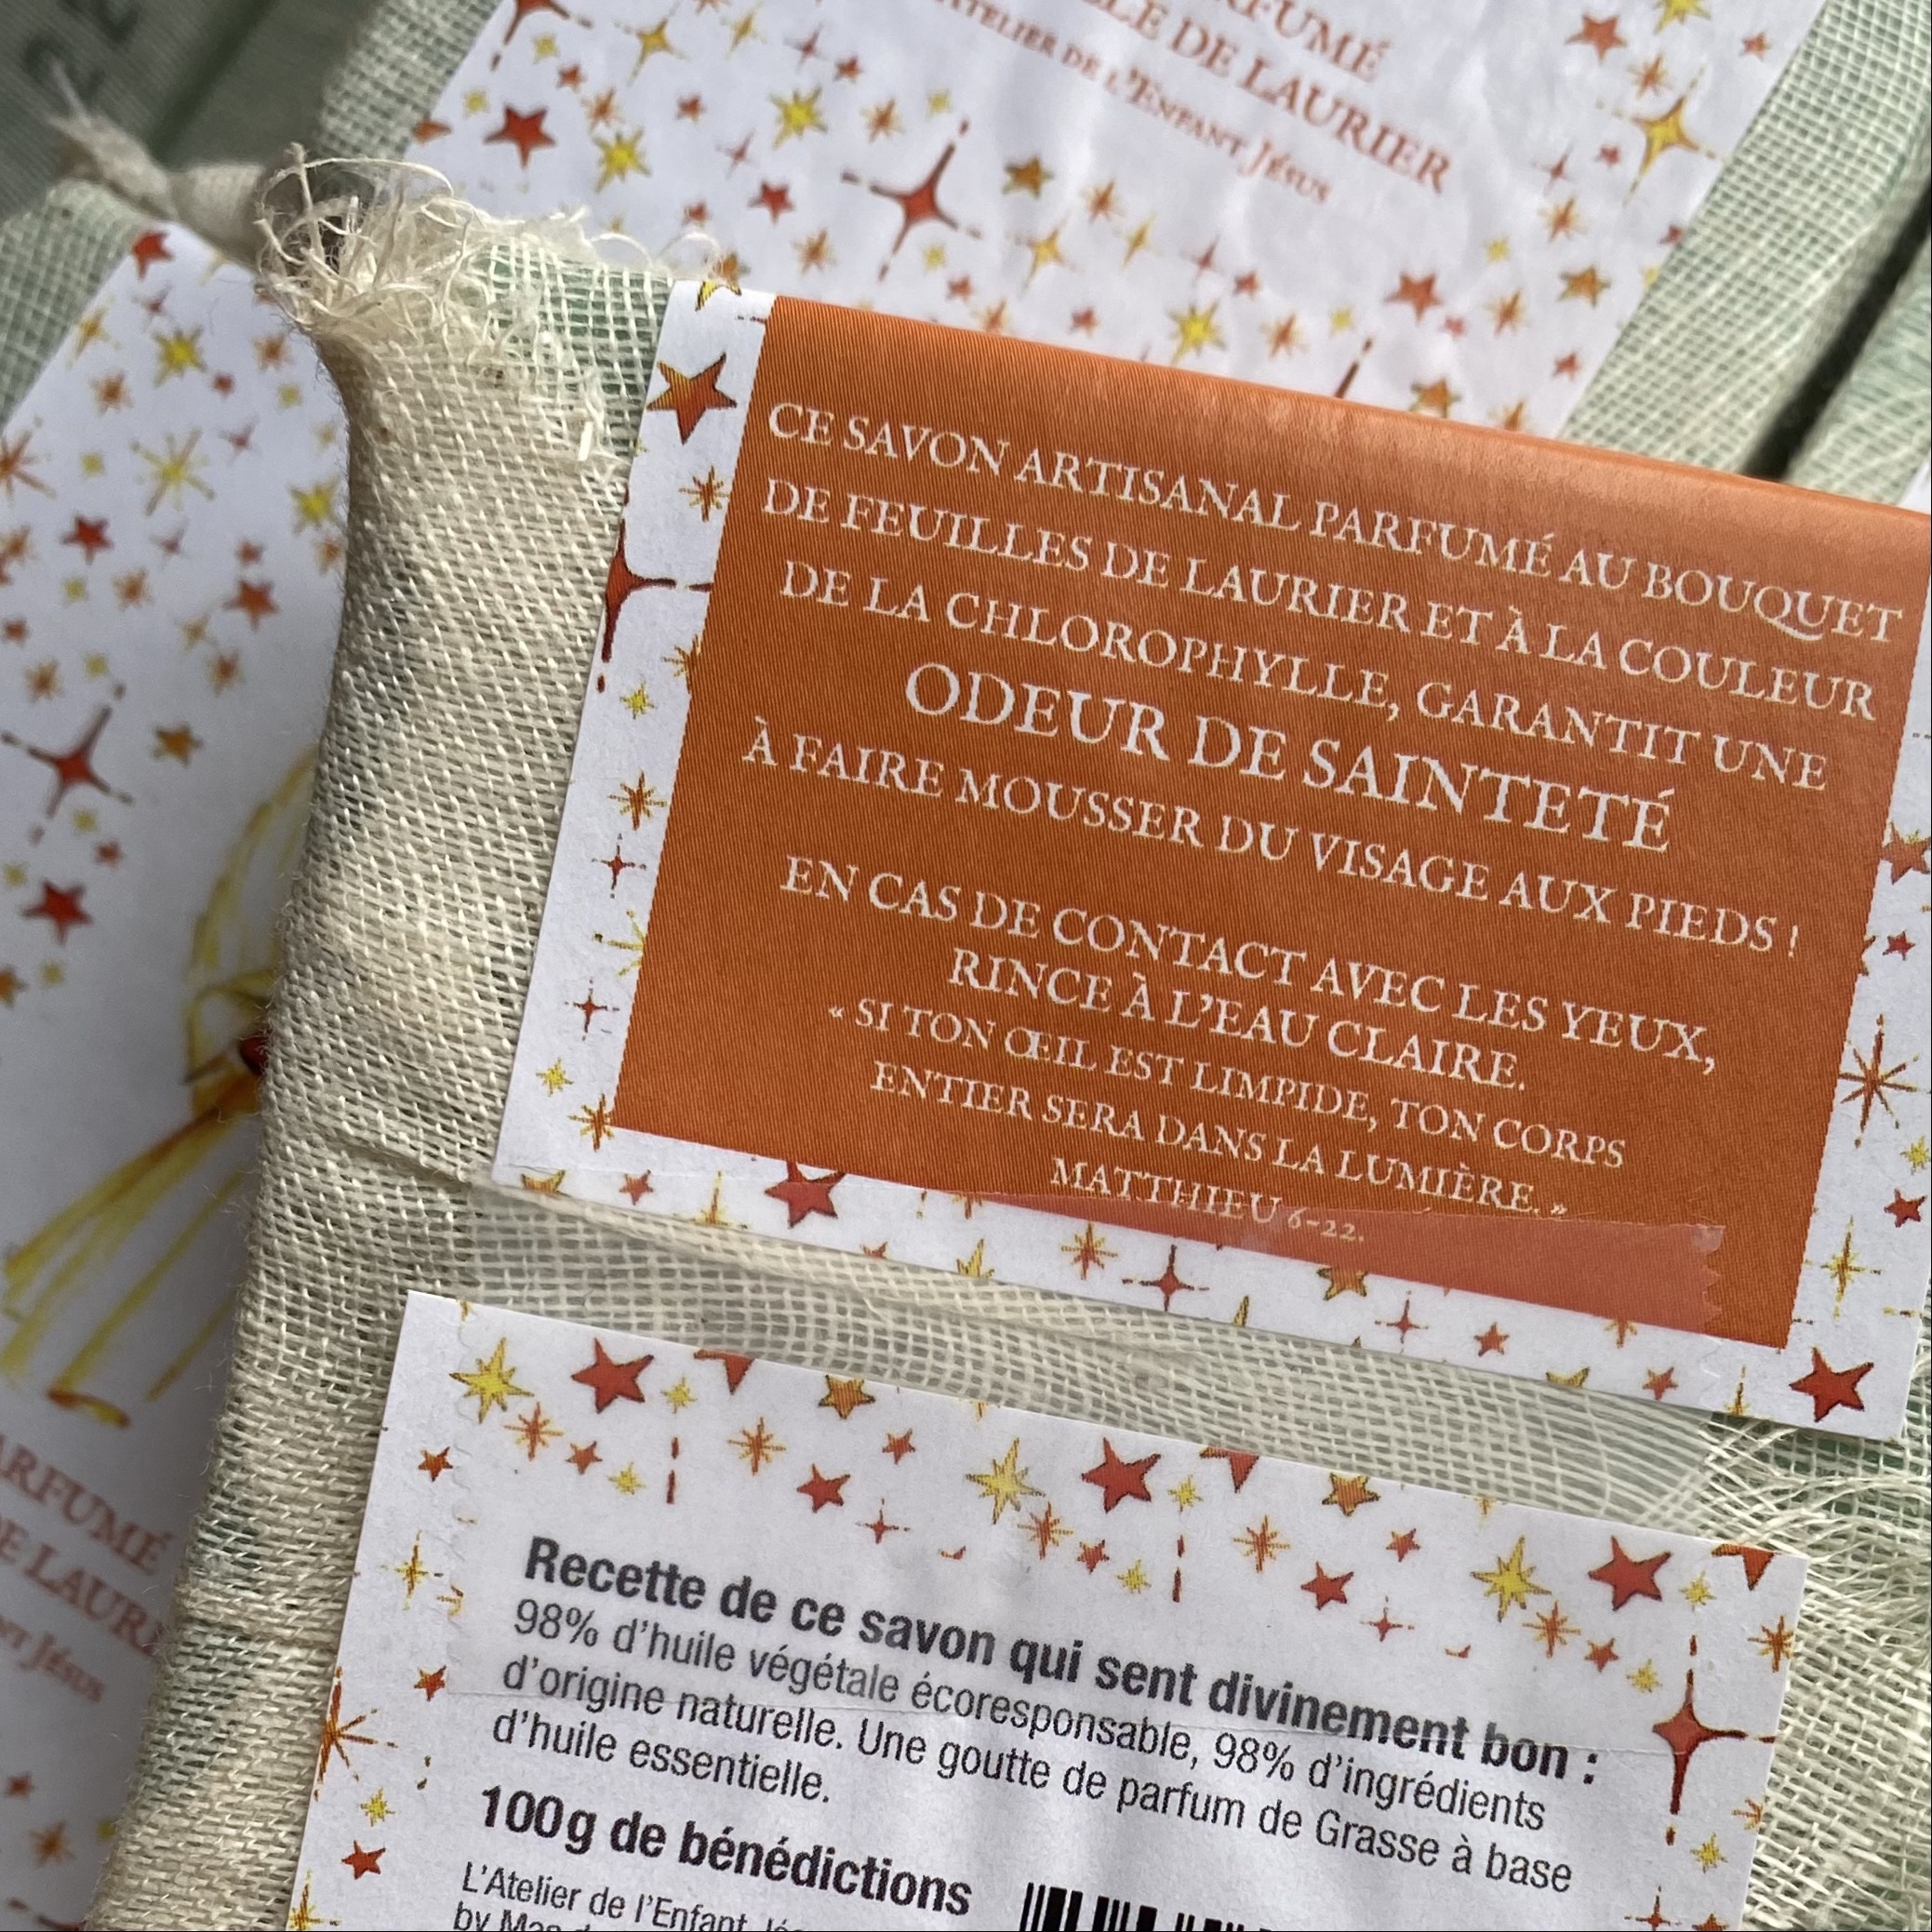 PARFUMÉ
DE LAURIER
ATELIER DE L'ENFANT JÉSUS
CE SAVON ARTISANAL PARFUMÉ AU BOUQUET
DE FEUILLES DE LAURIER ET À LA COULEUR
DE LA CHLOROPHYLLE, GARANTIT UNE
ODEUR DE SAINTETÉ
À FAIRE MOUSSER DU VISAGE AUX PIEDS !
EN CAS DE CONTACT AVEC LES YEUX,
RINCE À L'EAU CLAIRE.
« SI TON ŒIL EST LIMPIDE, TON CORPS
ENTIER SERA DANS LA LUMIÈRE. »
MATTHIEU 6-22.
ARFUMÉ
DE LAURI
JÉSUS
Recette de ce savon qui sent divinement bon :
98% d'huile végétale écoresponsable, 98% d'ingrédients
d'origine naturelle. Une goutte de parfum de Grasse à base
d'huile essentielle.
100g de bénédictions
L'Atelier de l'Enfant
by